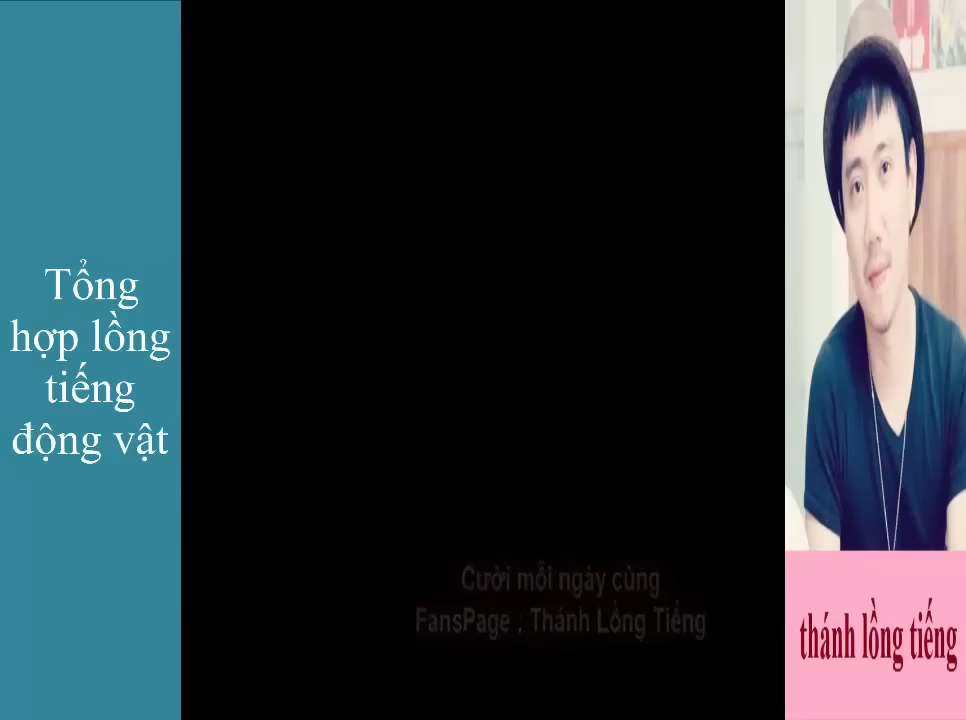 Tổng
hợp lồng
tiếng
động vật
Cười mỗi ngày cùng
FansPage . Thánh Lồng Tiếng
thánh lồng tiếng